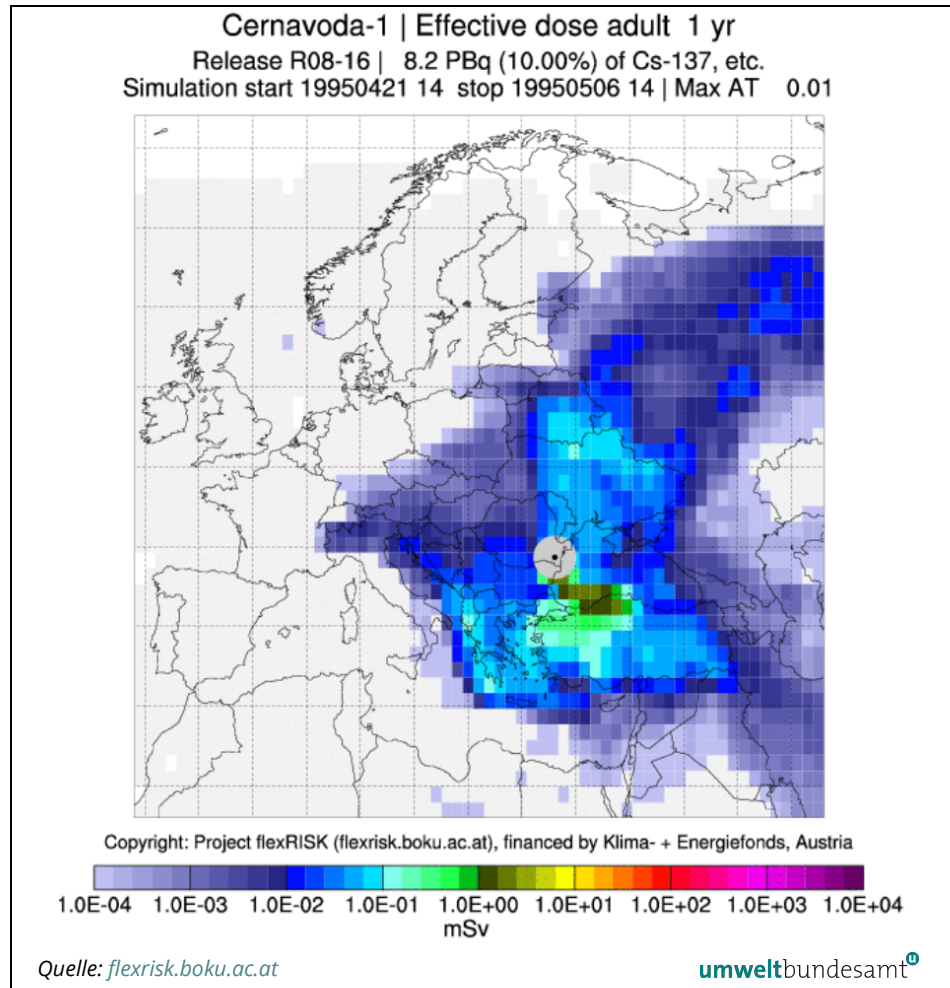 Cernavoda-1 | Effective dose adult 1 yr
Release R08-16 | 8.2 PBq (10.00%) of Cs-137, etc.
Simulation start 19950421 14 stop 19950506 14 | Max AT 0.01
Copyright: Project flexRISK (flexrisk.boku.ac.at), financed by Klima- + Energiefonds, Austria
1.0E-04 1.0E-03 1.0E-02 1.0E-01 1.0E+00 1.0E+01 1.0E+02 1.0E+03 1.0E+04
mSv
Quelle: flexrisk.boku.ac.at
umweltbundesamt u